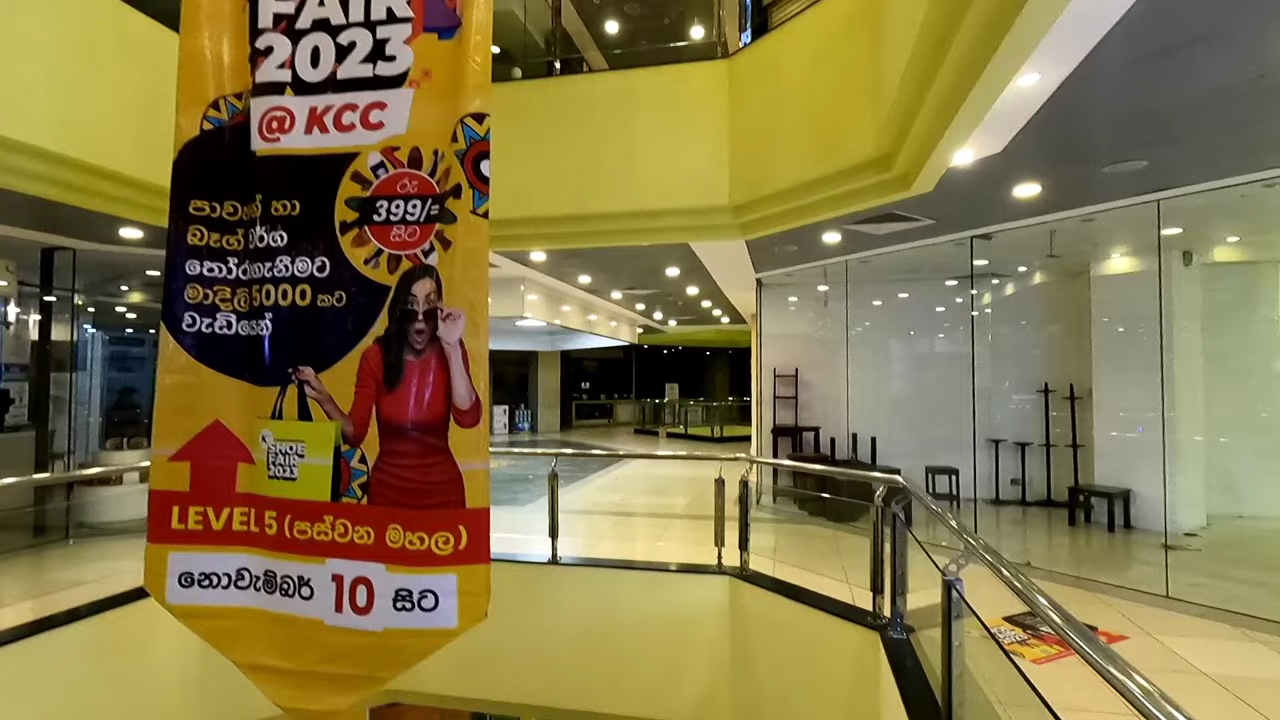 FAIR
2023
@ KCC
රු
399/=
සිට
පාවහන් හා
බෑග් වර්ග
තෝරාගැනීමට
මාදිලි 5000 කට
වැඩියෙන්
SHOE
FAIR
2023
LEVEL 5 (පස්වන මහල)
නොවැම්බර් 10 සිට